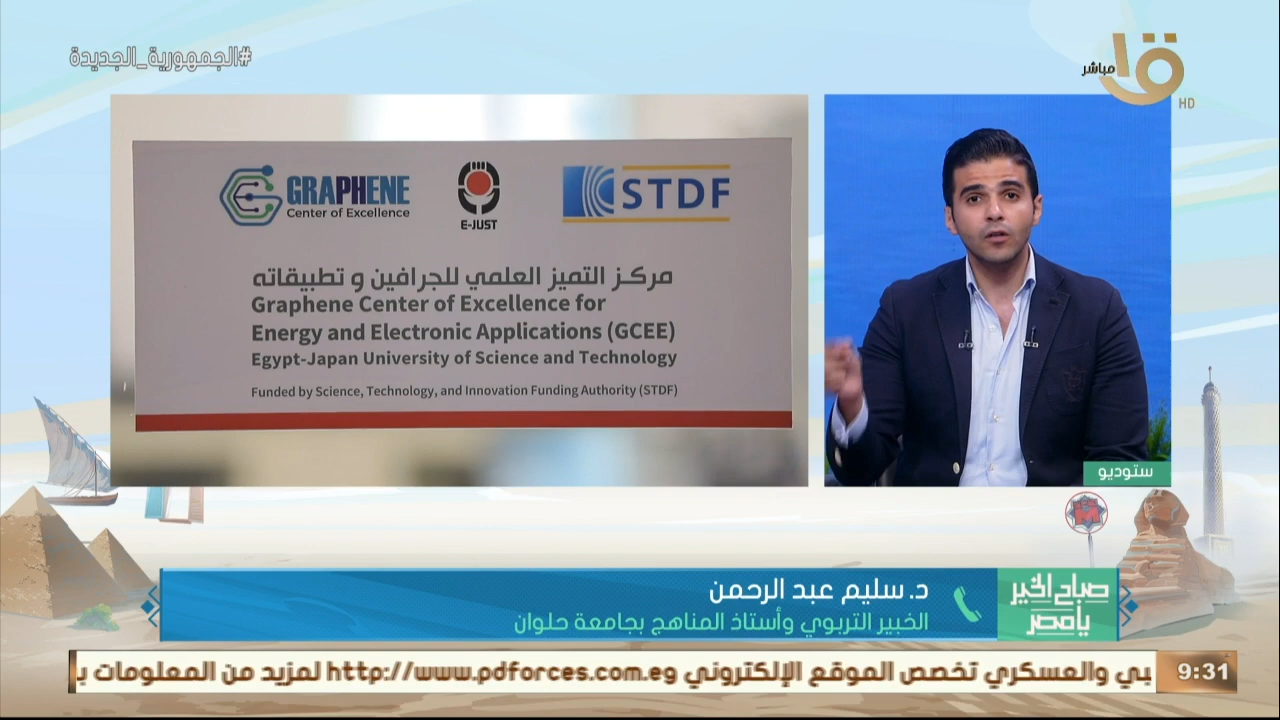 #الجمهورية_الجديدة
مباشر
HD
GRAPHENE
Center of Excellence
E-JUST
STDF
مركز التميز العلمي للجرافين و تطبيقاته
Graphene Center of Excellence for
Energy and Electronic Applications (GCEE)
Egypt-Japan University of Science and Technology
Funded by Science, Technology, and Innovation Funding Authority (STDF)
ستوديو
صباح الخير
يا مصر
د. سليم عبد الرحمن
الخبير التربوي وأستاذ المناهج بجامعة حلوان
والعسكري تخصص الموقع الإلكتروني http://www.pdforces.com.eg لمزيد من المعلومات
9:31